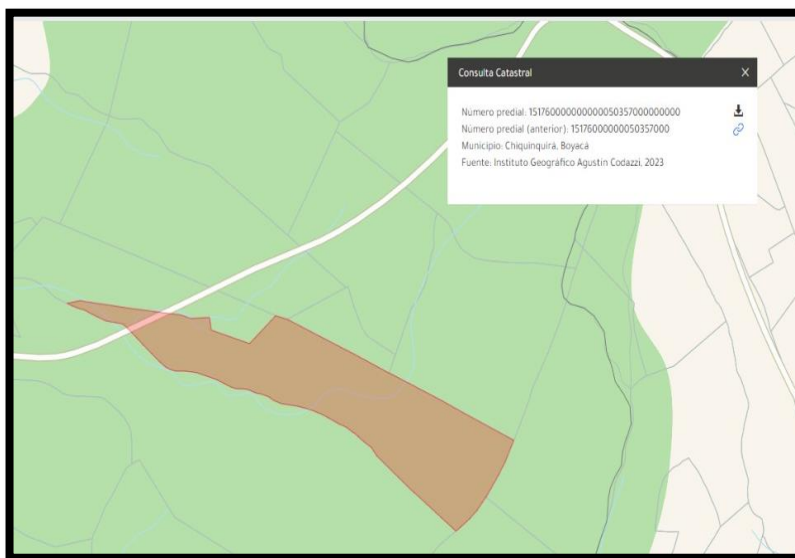 Consulta Catastral
Número predial: 151760000000000050357000000000
Número predial (anterior): 15176000000050357000
Municipio: Chiquinquirá, Boyacá
Fuente: Instituto Geográfico Agustín Codazzi, 2023